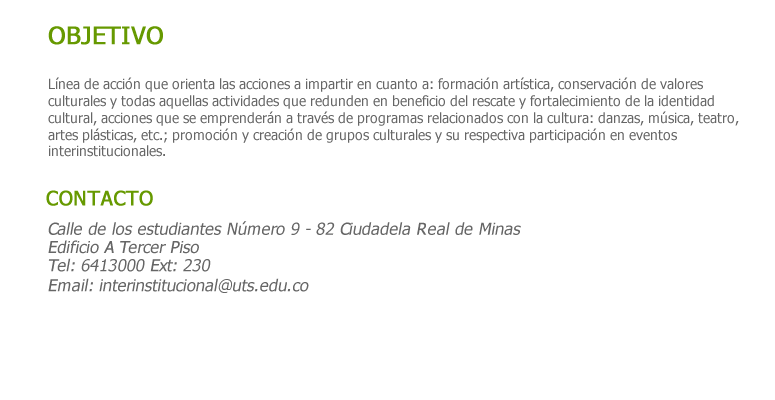 OBJETIVO
Línea de acción que orienta las acciones a impartir en cuanto a: formación artística, conservación de valores
culturales y todas aquellas actividades que redunden en beneficio del rescate y fortalecimiento de la identidad
cultural, acciones que se emprenderán a través de programas relacionados con la cultura: danzas, música, teatro,
artes plásticas, etc.; promoción y creación de grupos culturales y su respectiva participación en eventos
interinstitucionales.
CONTACTO
Calle de los estudiantes Número 9 - 82 Ciudadela Real de Minas
Edificio A Tercer Piso
Tel: 6413000 Ext: 230
Email: interinstitucional@uts.edu.co